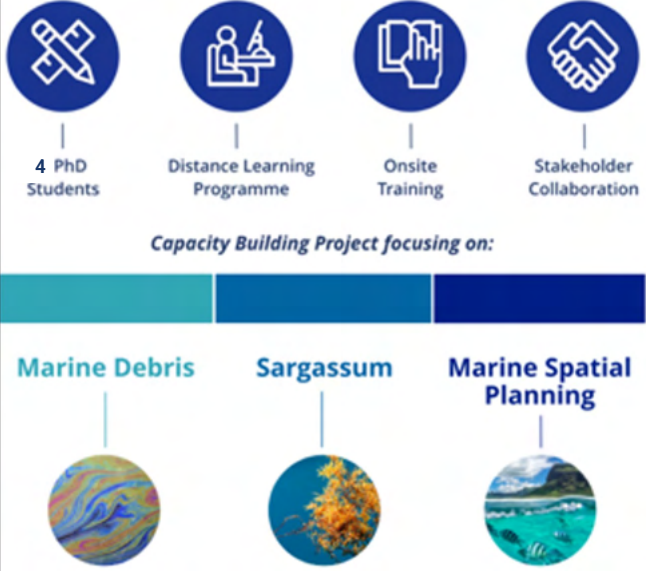 4 PhD
Students
Distance Learning
Programme
Onsite
Training
Stakeholder
Collaboration
Capacity Building Project focusing on:
Marine Debris
Sargassum
Marine Spatial
Planning